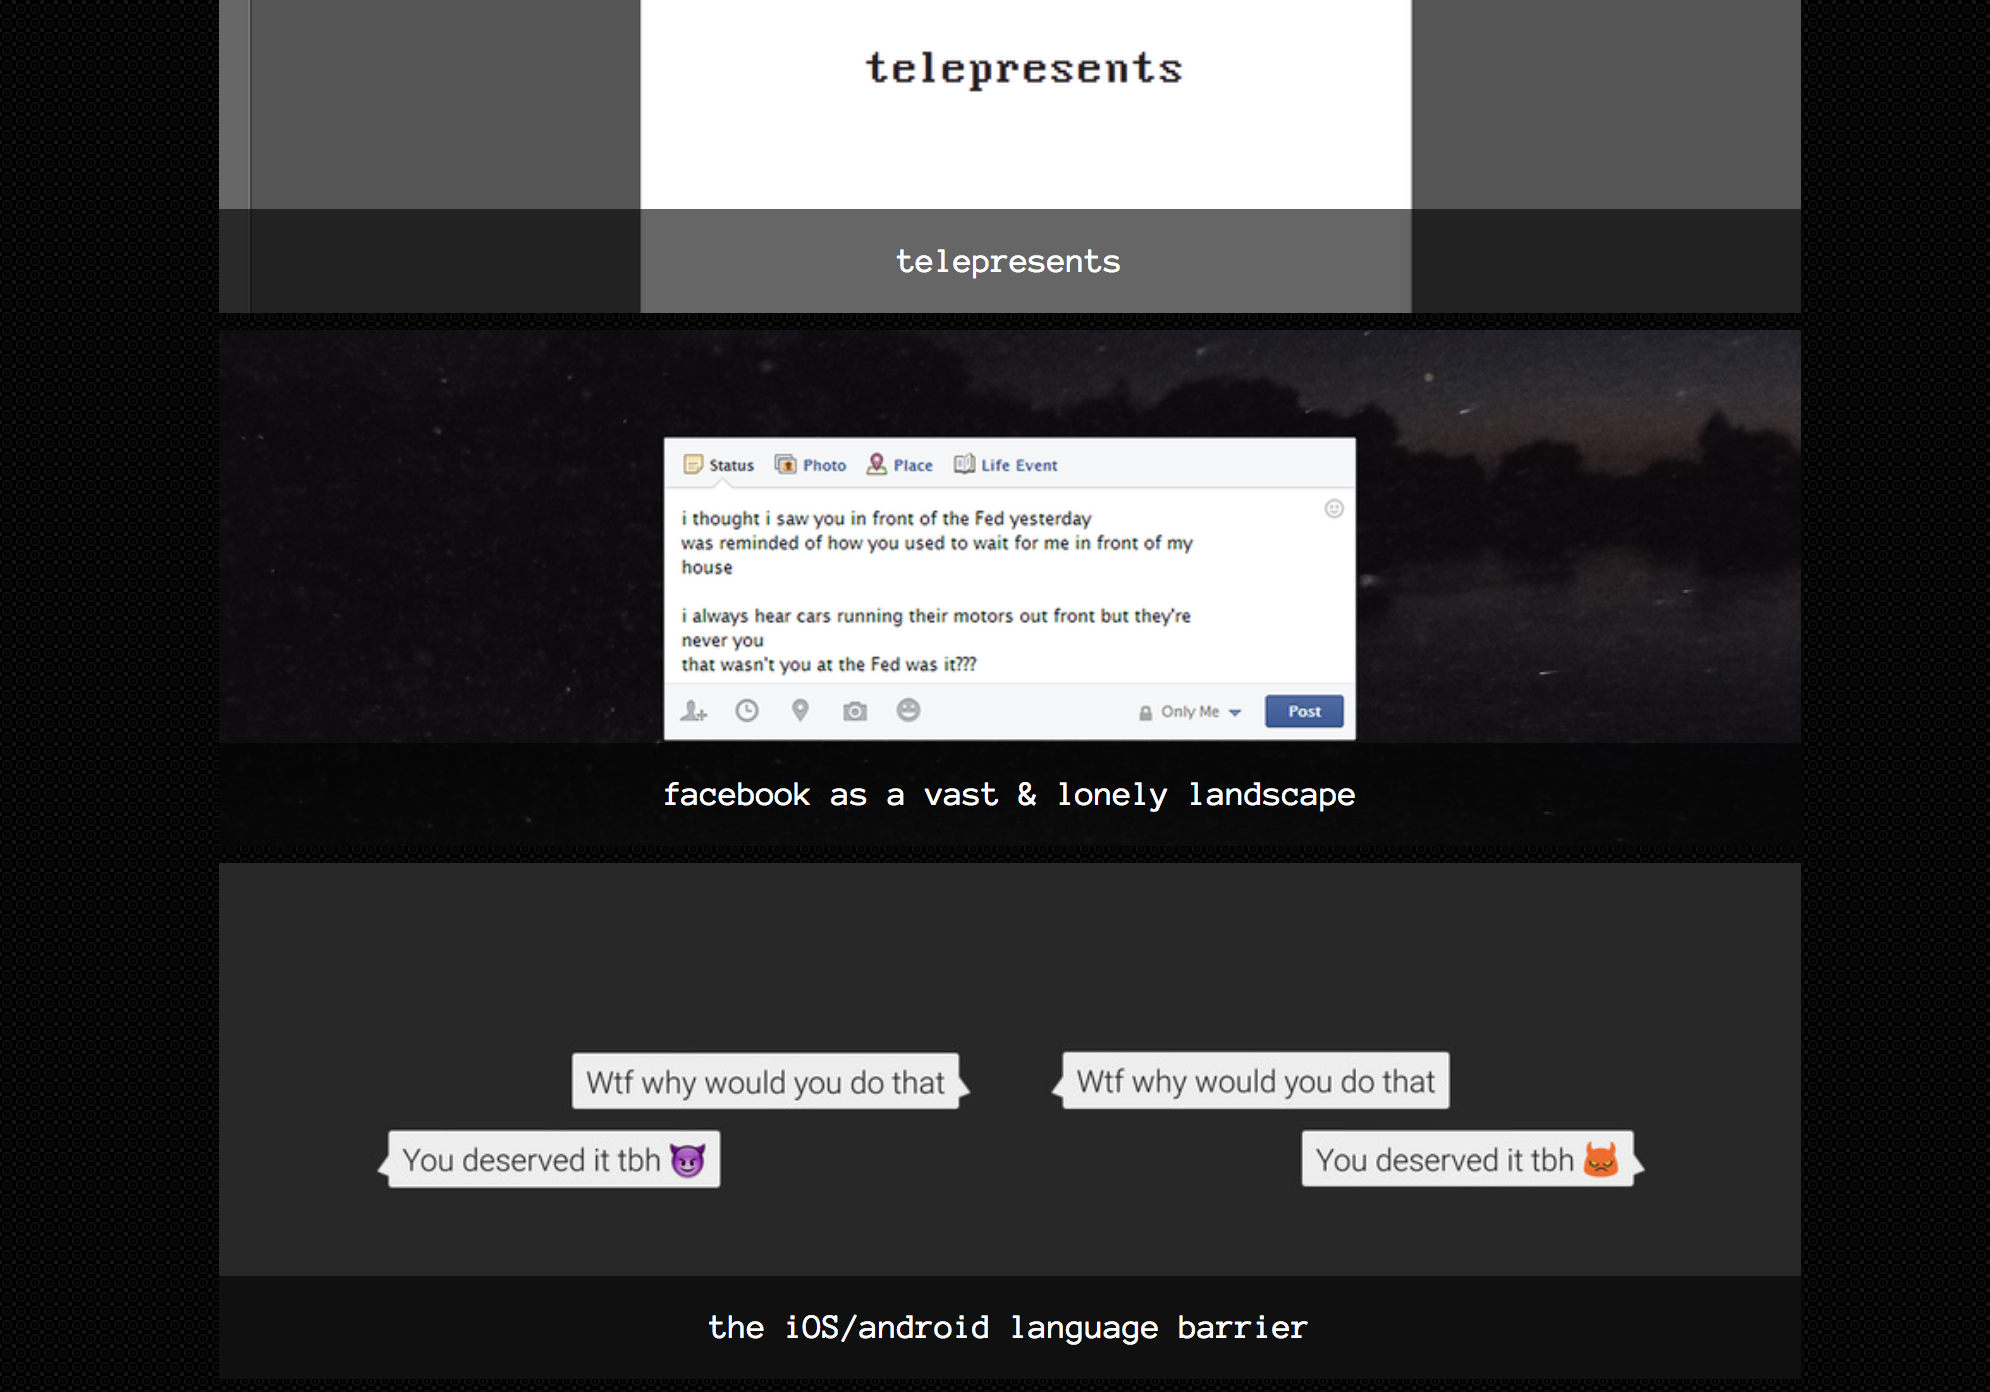 telepresents
telepresents
Status Photo Place Life Event
i thought i saw you in front of the Fed yesterday
was reminded of how you used to wait for me in front of my
house
i always hear cars running their motors out front but they're
never you
that wasn't you at the Fed was it???
Only Me Post
facebook as a vast & lonely landscape
Wtf why would you do that
You deserved it tbh 😈
Wtf why would you do that
You deserved it tbh 👿
the iOS/android language barrier